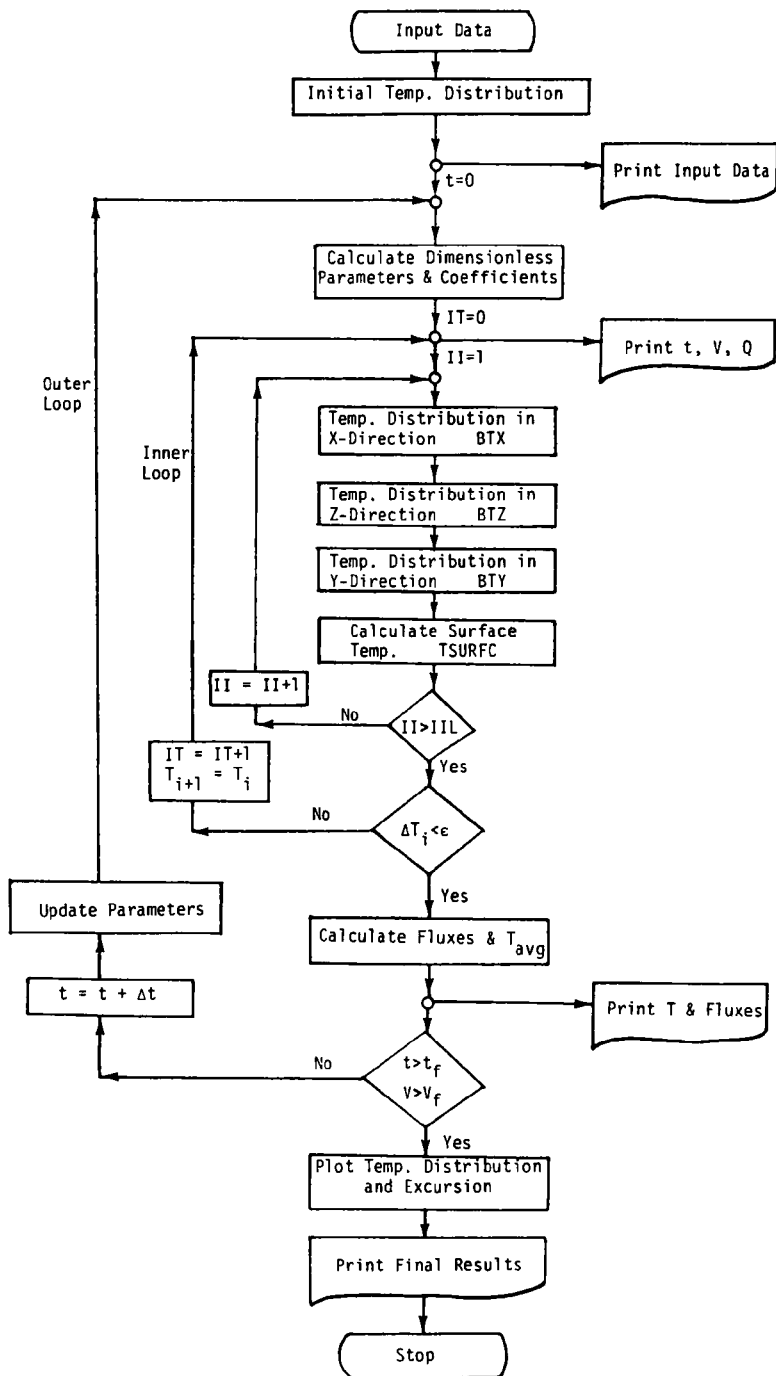 Input Data
Initial Temp. Distribution
Print Input Data
t=0
Calculate Dimensionless
Parameters & Coefficients
IT=0
Print t, V, Q
II=1
Outer
Loop
Inner
Loop
Temp. Distribution in
X-Direction BTX
Temp. Distribution in
Z-Direction BTZ
Temp. Distribution in
Y-Direction BTY
Calculate Surface
Temp. TSURFC
II = II+1
No
II>IIL
Yes
IT = IT+1
T_{i+1} = T_i
No
ΔT_i<ε
Yes
Update Parameters
Calculate Fluxes & T_{avg}
t = t + Δt
Print T & Fluxes
No
t>t_f
V>V_f
Yes
Plot Temp. Distribution
and Excursion
Print Final Results
Stop